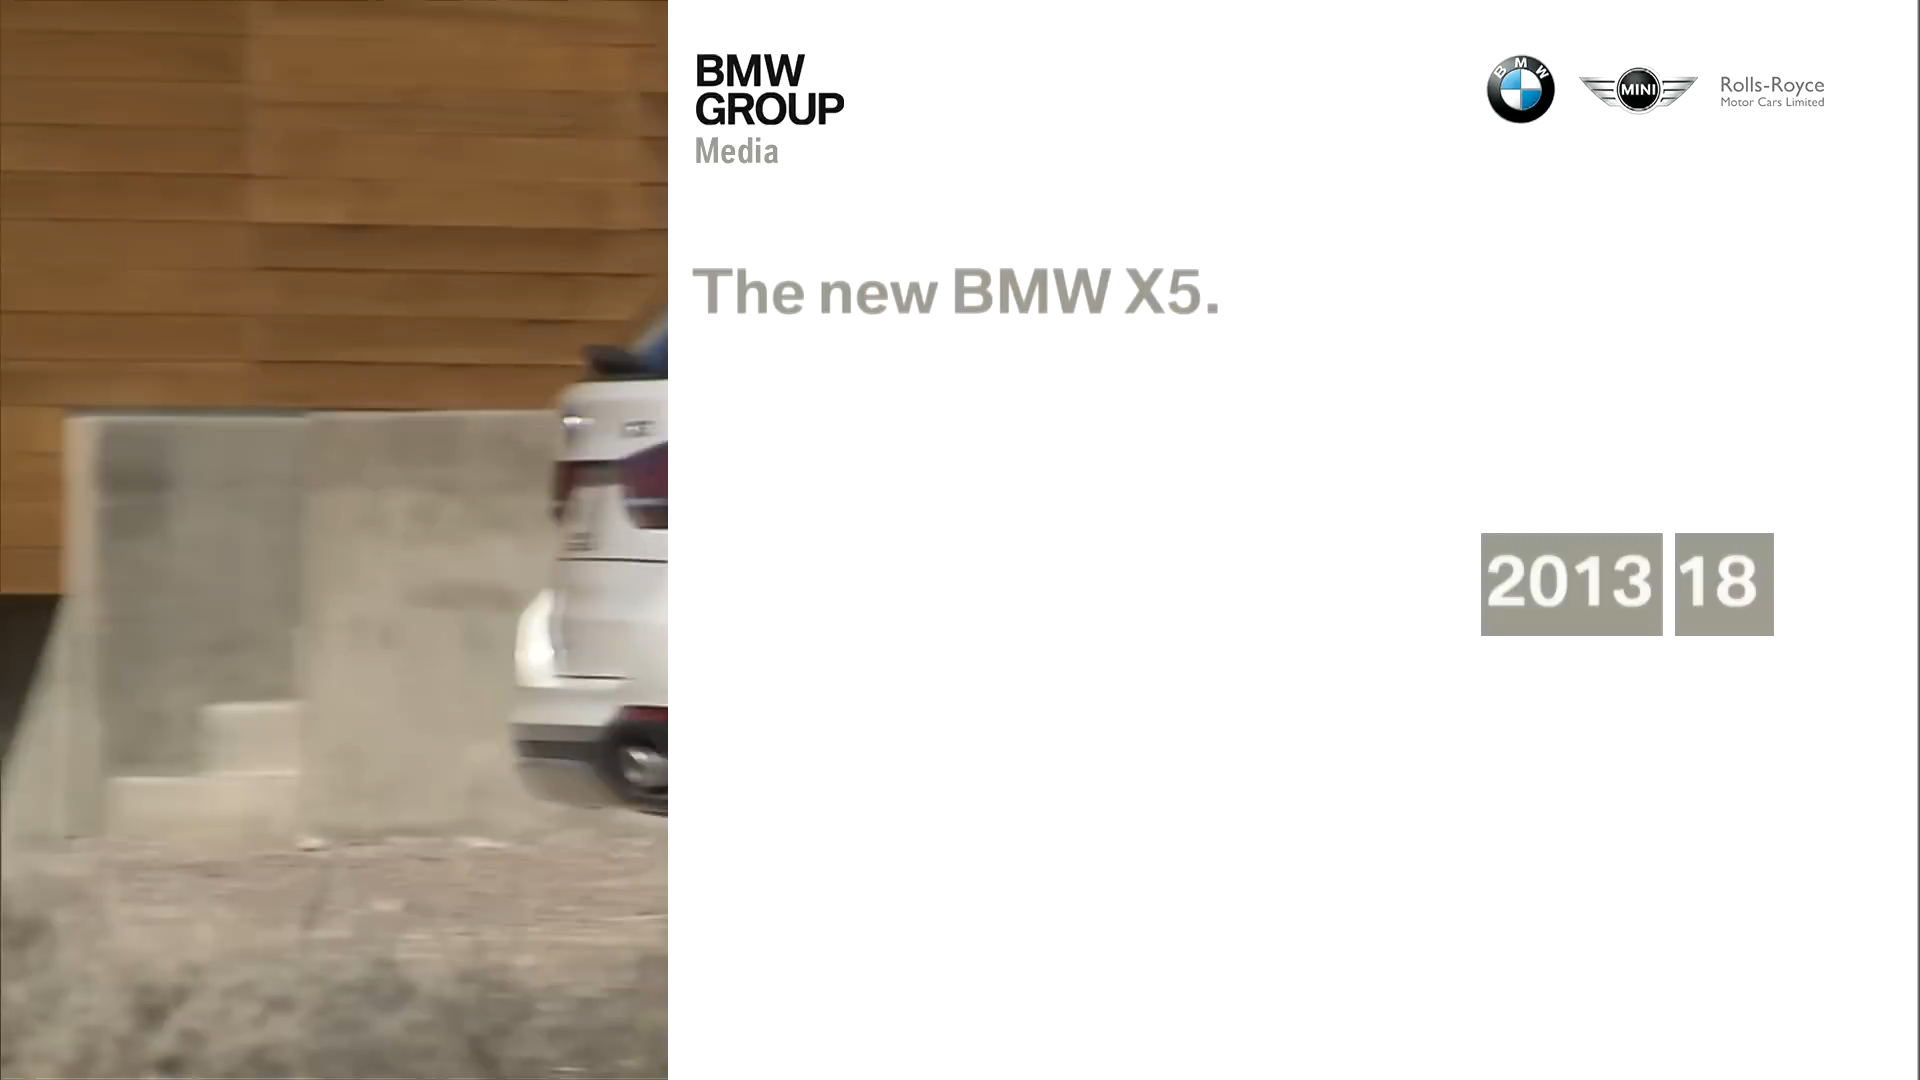 BMW
GROUP
Media
BMW
MINI
Rolls-Royce
Motor Cars Limited
The new BMW X5.
2013 18